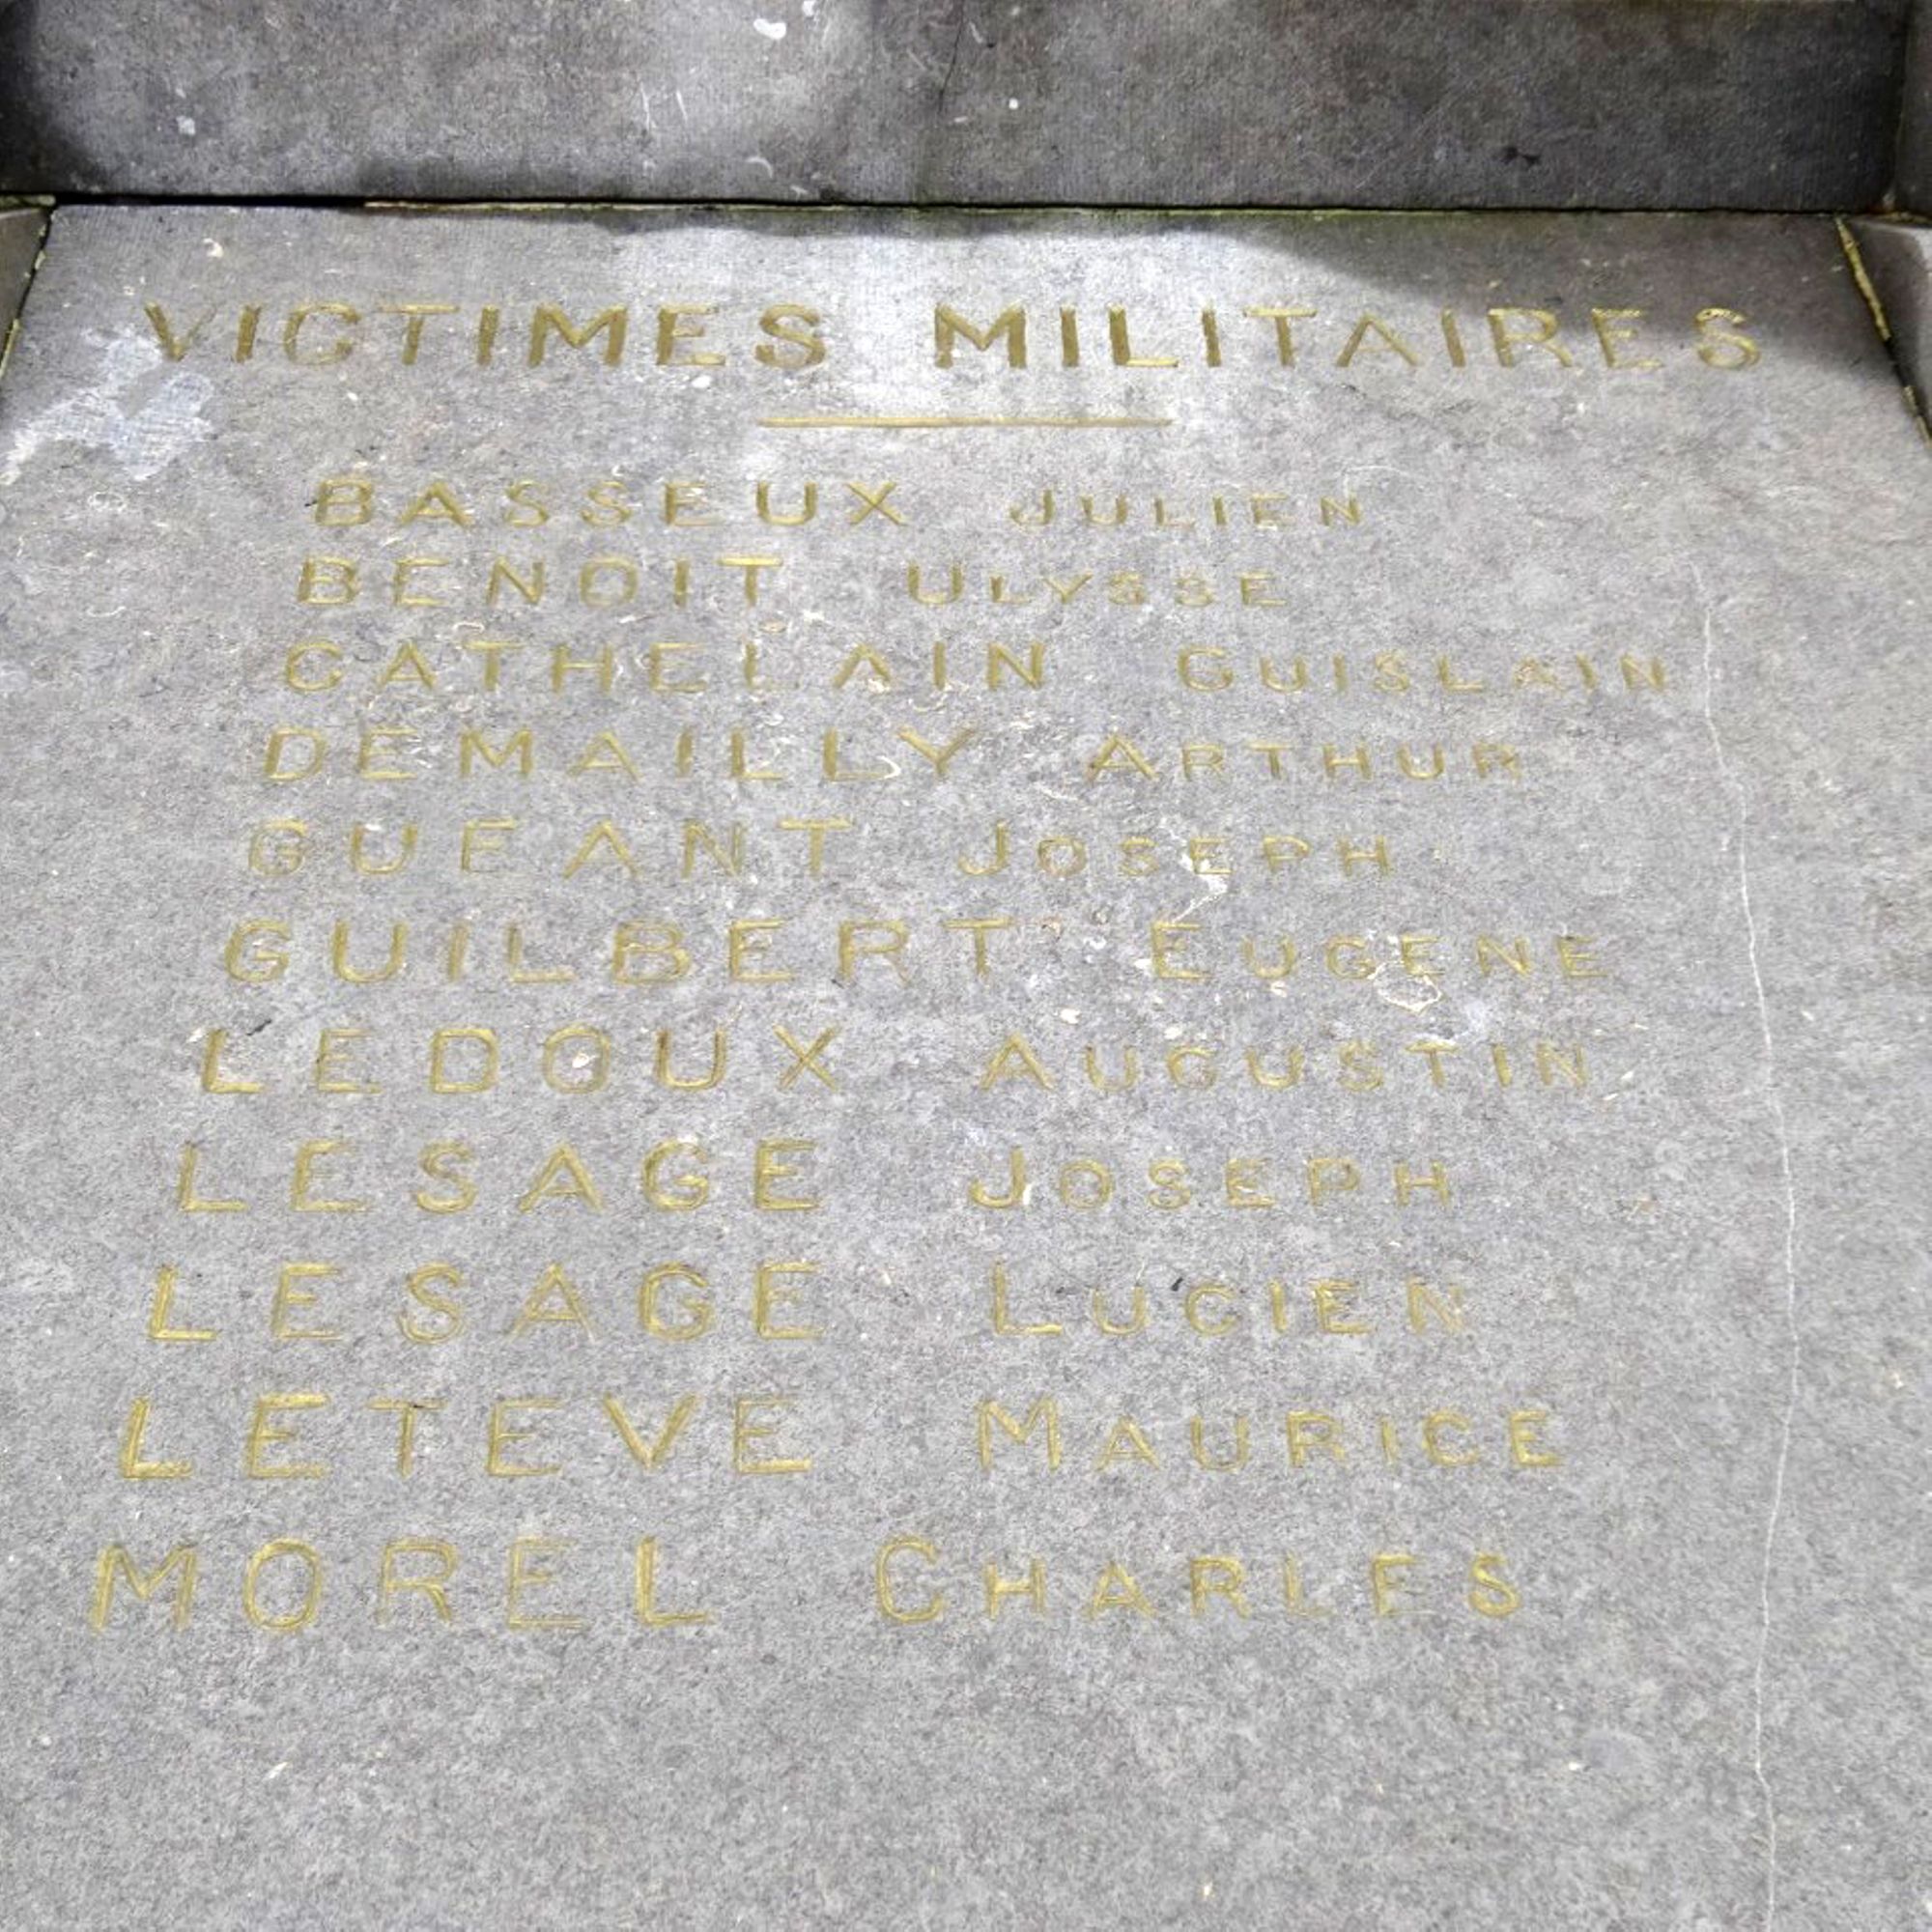 VICTIMES MILITAIRES
BASSEUX JULIEN
BENOIT ULYSSE
CATHELAIN GUISLAIN
DEMAILLY ARTHUR
GUEANT JOSEPH
GUILBERT EUGENE
LEDOUX AUGUSTIN
LESAGE JOSEPH
LESAGE LUCIEN
LETEVE MAURICE
MOREL CHARLES